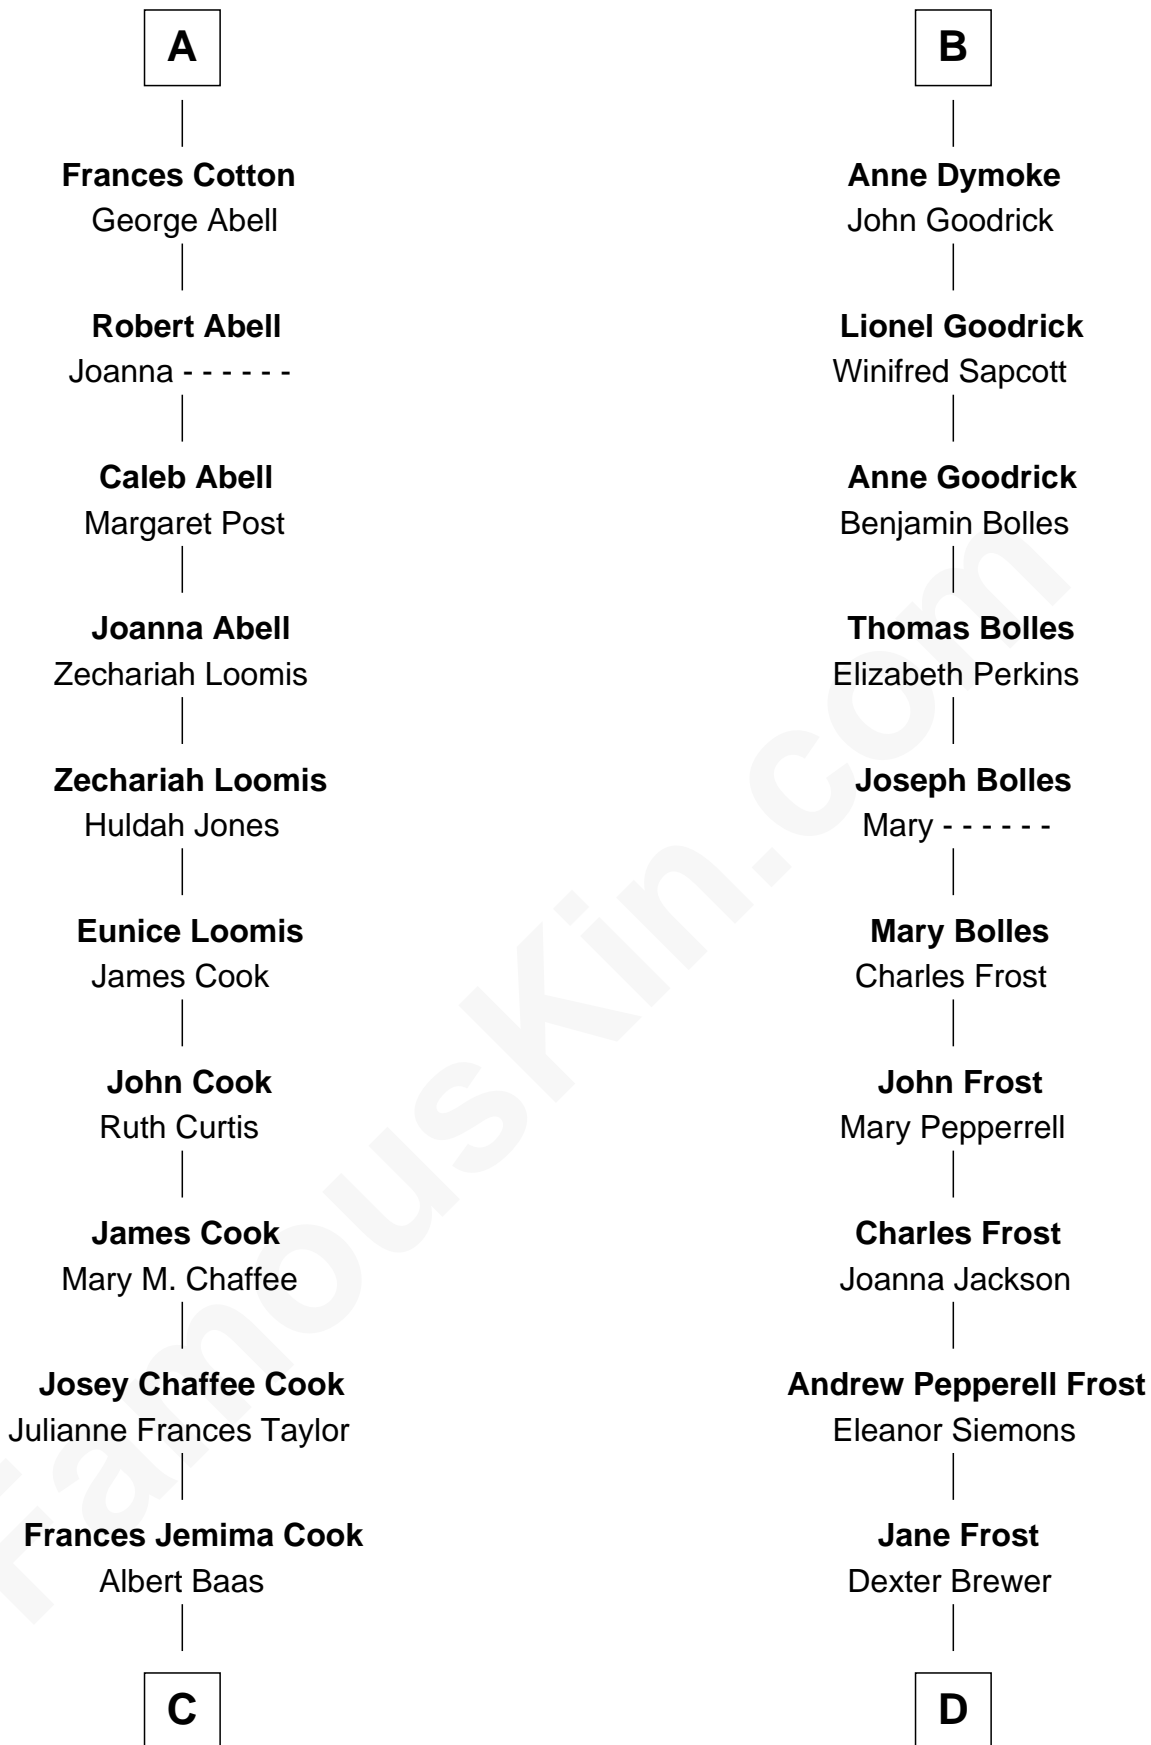 A
Frances Cotton
George Abell
Robert Abell
Joanna - - - - - -
Caleb Abell
Margaret Post
Joanna Abell
Zechariah Loomis
Zechariah Loomis
Huldah Jones
Eunice Loomis
James Cook
John Cook
Ruth Curtis
James Cook
Mary M. Chaffee
Josey Chaffee Cook
Julianne Frances Taylor
Frances Jemima Cook
Albert Baas
C
B
Anne Dymoke
John Goodrick
Lionel Goodrick
Winifred Sapcott
Anne Goodrick
Benjamin Bolles
Thomas Bolles
Elizabeth Perkins
Joseph Bolles
Mary - - - - - -
Mary Bolles
Charles Frost
John Frost
Mary Pepperrell
Charles Frost
Joanna Jackson
Andrew Pepperell Frost
Eleanor Siemons
Jane Frost
Dexter Brewer
D
FamousKin.com